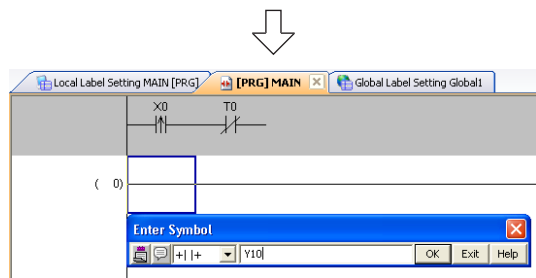 Local Label Setting MAIN [PRG] [PRG] MAIN Global Label Setting Global1
X0 T0
( 0)
Enter Symbol
Y10 OK Exit Help